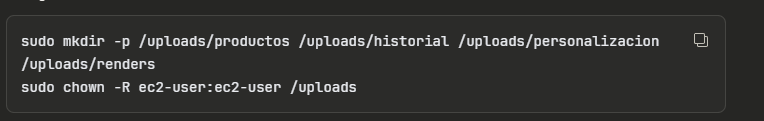 sudo mkdir -p /uploads/productos /uploads/historial /uploads/personalizacion
/uploads/renders
sudo chown -R ec2-user:ec2-user /uploads